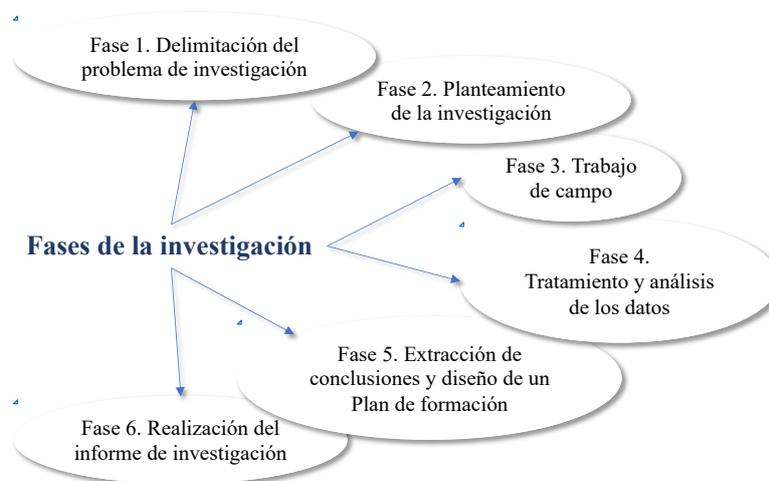 Fase 1. Delimitación del
problema de investigación
Fase 2. Planteamiento
de la investigación
Fase 3. Trabajo
de campo
Fases de la investigación
Fase 4.
Tratamiento y análisis
de los datos
Fase 5. Extracción de
conclusiones y diseño de un
Plan de formación
Fase 6. Realización del
informe de investigación